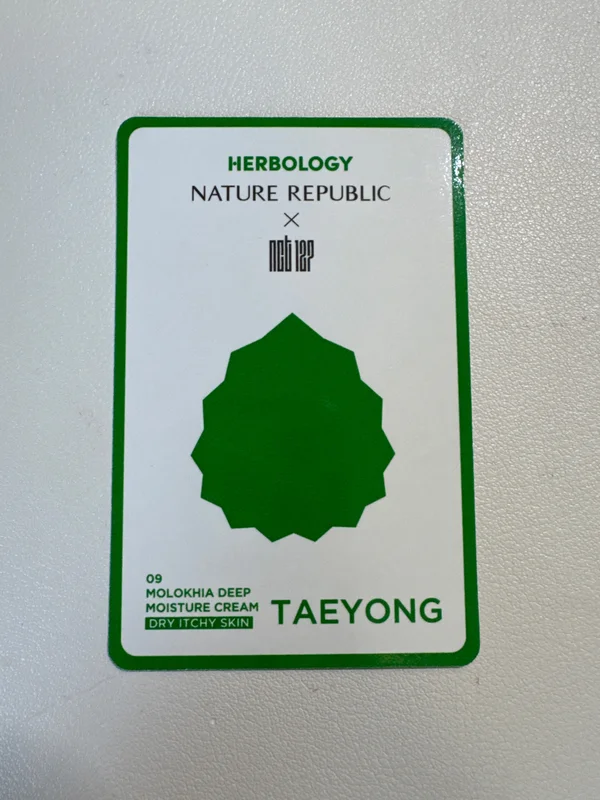 HERBOLOGY
NATURE REPUBLIC
×
nct 127
09
MOLOKHIA DEEP
MOISTURE CREAM
DRY ITCHY SKIN
TAEYONG